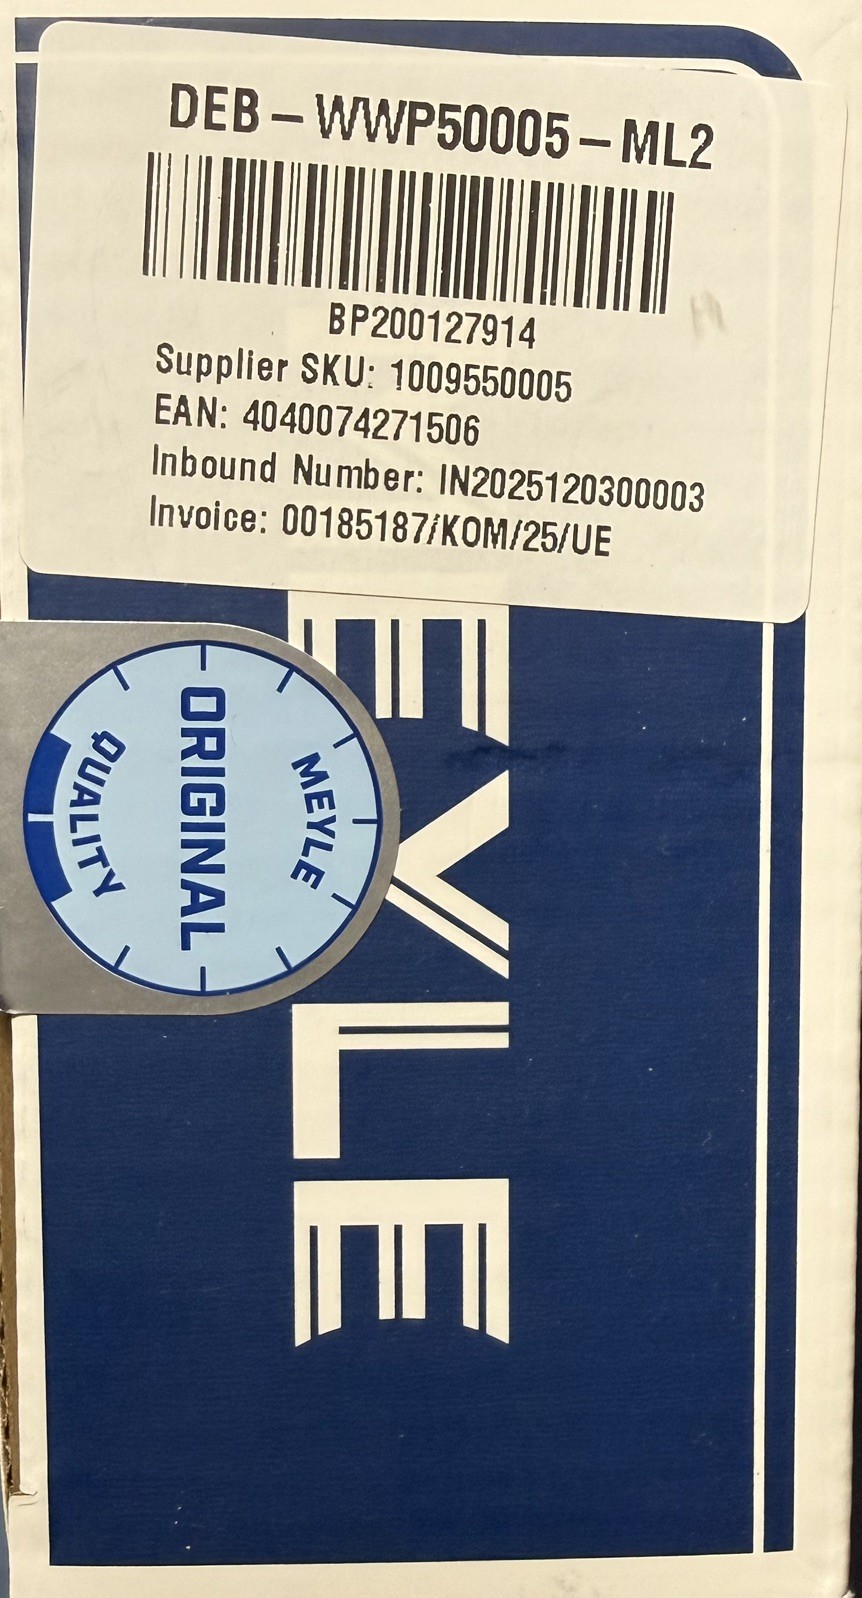 DEB-WWP50005-ML2
BP200127914
Supplier SKU: 1009550005
EAN: 4040074271506
Inbound Number: IN2025120300003
Invoice: 00185187/KOM/25/UE
MEYLE
ORIGINAL
QUALITY
EYLE